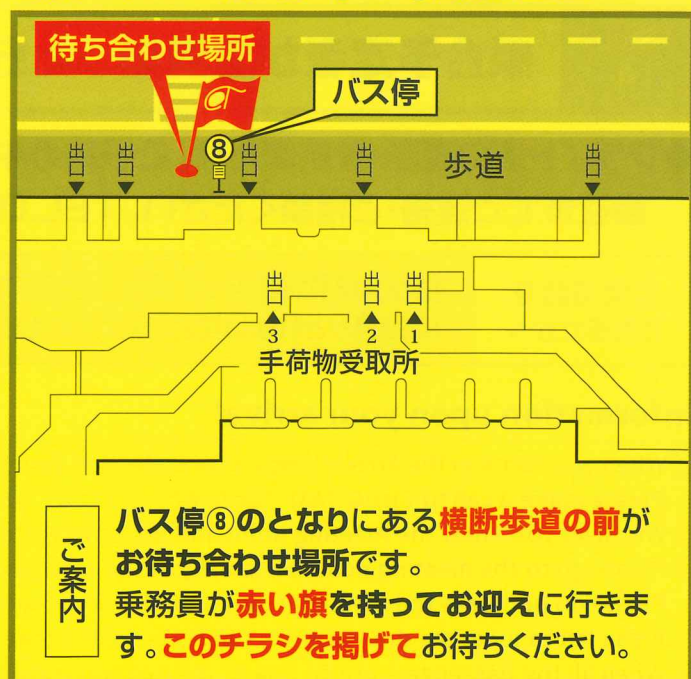 待ち合わせ場所
バス停
8
出口
出口
出口
出口
歩道
出口
出口
出口
出口
3
2
1
手荷物受取所
ご案内
バス停⑧のとなりにある横断歩道の前が
お待ち合わせ場所です。
乗務員が赤い旗を持ってお迎えに行きま
す。このチラシを掲げてお待ちください。